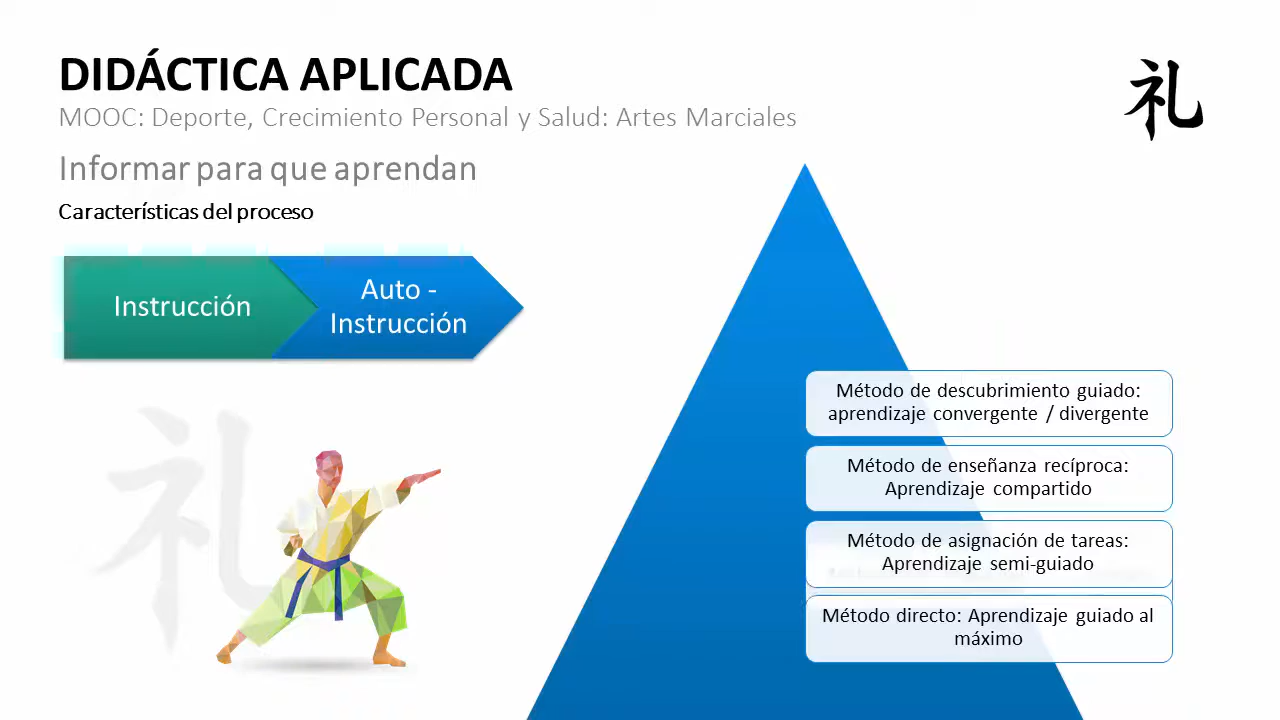 DIDÁCTICA APLICADA
礼
MOOC: Deporte, Crecimiento Personal y Salud: Artes Marciales
Informar para que aprendan
Características del proceso
Instrucción
Auto -
Instrucción
Método de descubrimiento guiado:
aprendizaje convergente / divergente
Método de enseñanza recíproca:
Aprendizaje compartido
Método de asignación de tareas:
Aprendizaje semi-guiado
Método directo: Aprendizaje guiado al
máximo
礼